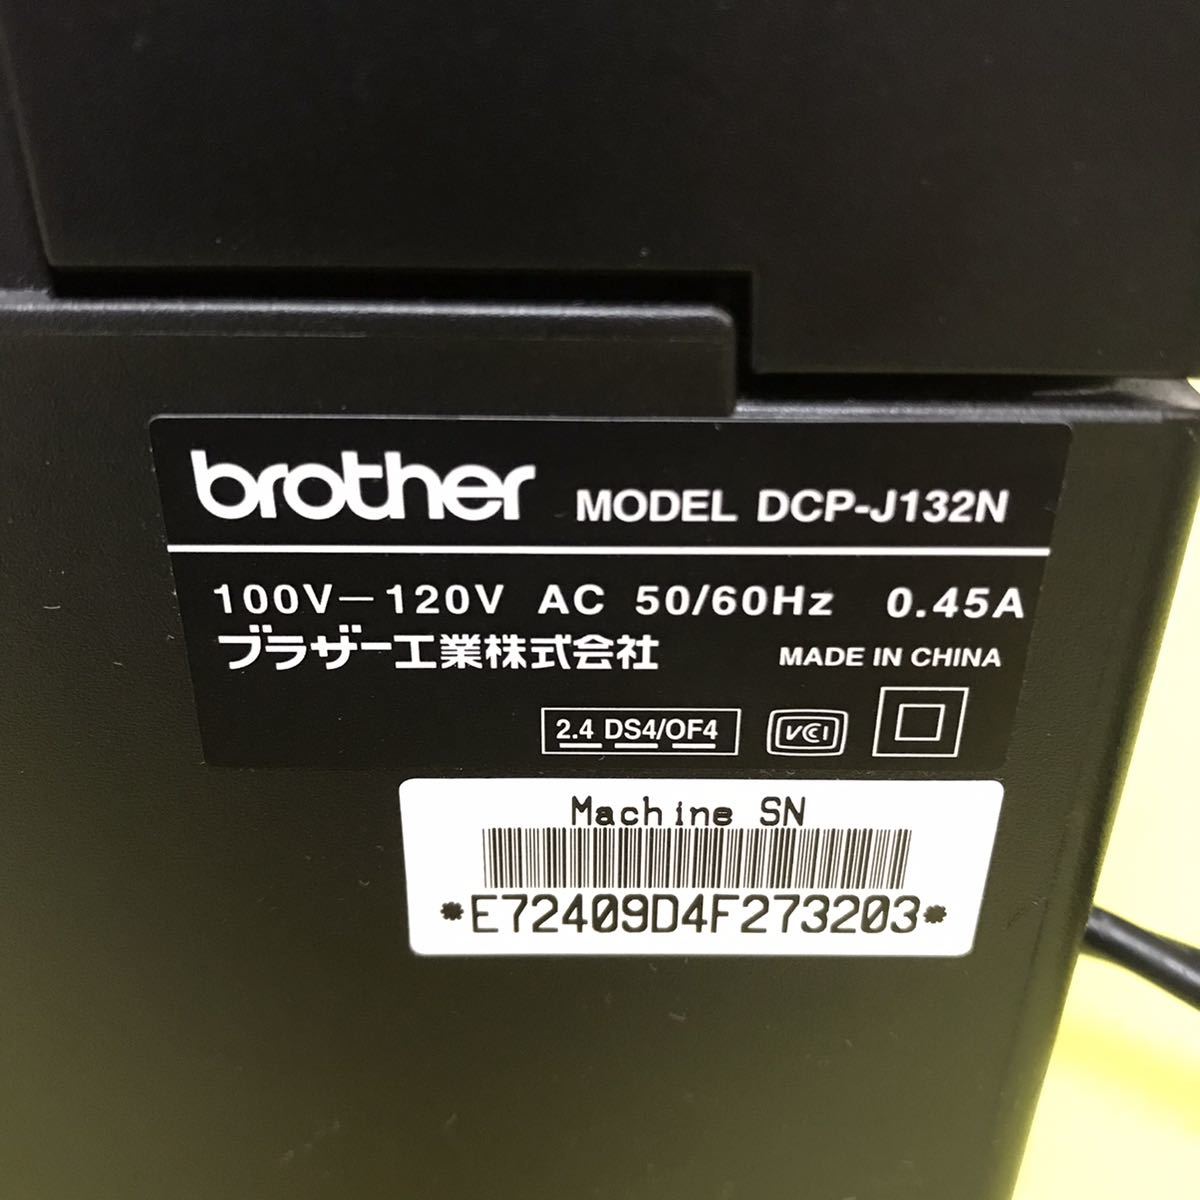 brother MODEL DCP-J132N
100V－120V AC 50/60Hz 0.45A
ブラザー工業株式会社 MADE IN CHINA
2.4 DS4/OF4 VCCI
Machine SN
*E72409D4F273203*